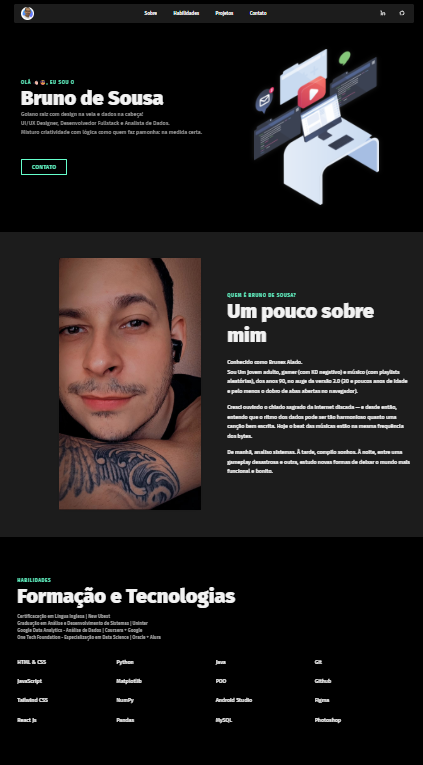 Sobre Habilidades Projetos Contato
OLÁ, EU SOU O
Bruno de Sousa
Goiano raiz com design na veia e dados na cabeça!
UI/UX Designer, Desenvolvedor Fullstack e Analista de Dados.
Misturo criatividade com lógica como quem faz pamonha: na medida certa.
CONTATO
QUEM É BRUNO DE SOUSA?
Um pouco sobre
mim
Conhecido como Brunex Alado.
Sou Um Jovem adulto, gamer (com KD negativo) e músico (com playlists
aleatórias), dos anos 90, no auge da versão 3.0 (30 e poucos anos de idade
e pelo menos o dobro de abas abertas no navegador).
Cresci ouvindo o chiado sagrado da internet discada — e desde então,
entendo que o ritmo dos dados pode ser tão harmonioso quanto uma
canção bem escrita. Hoje o beat das músicas estão na mesma frequência
dos bytes.
De manhã, analiso sistemas. À tarde, compilo sonhos. À noite, entre uma
gameplay desastrosa e outra, estudo novas formas de deixar o mundo mais
funcional e bonito.
HABILIDADES
Formação e Tecnologias
Certificacação em Língua Inglesa | New Ubest
Graduação em Análise e Desenvolvimento de Sistemas | Uninter
Google Data Analytics - Análise de Dados | Coursera + Google
One Tech Foundation - Especialização em Data Science | Oracle + Alura
HTML & CSS Python Java Git
JavaScript Matplotlib POO Github
Tailwind CSS NumPy Android Studio Figma
React Js Pandas MySQL Photoshop